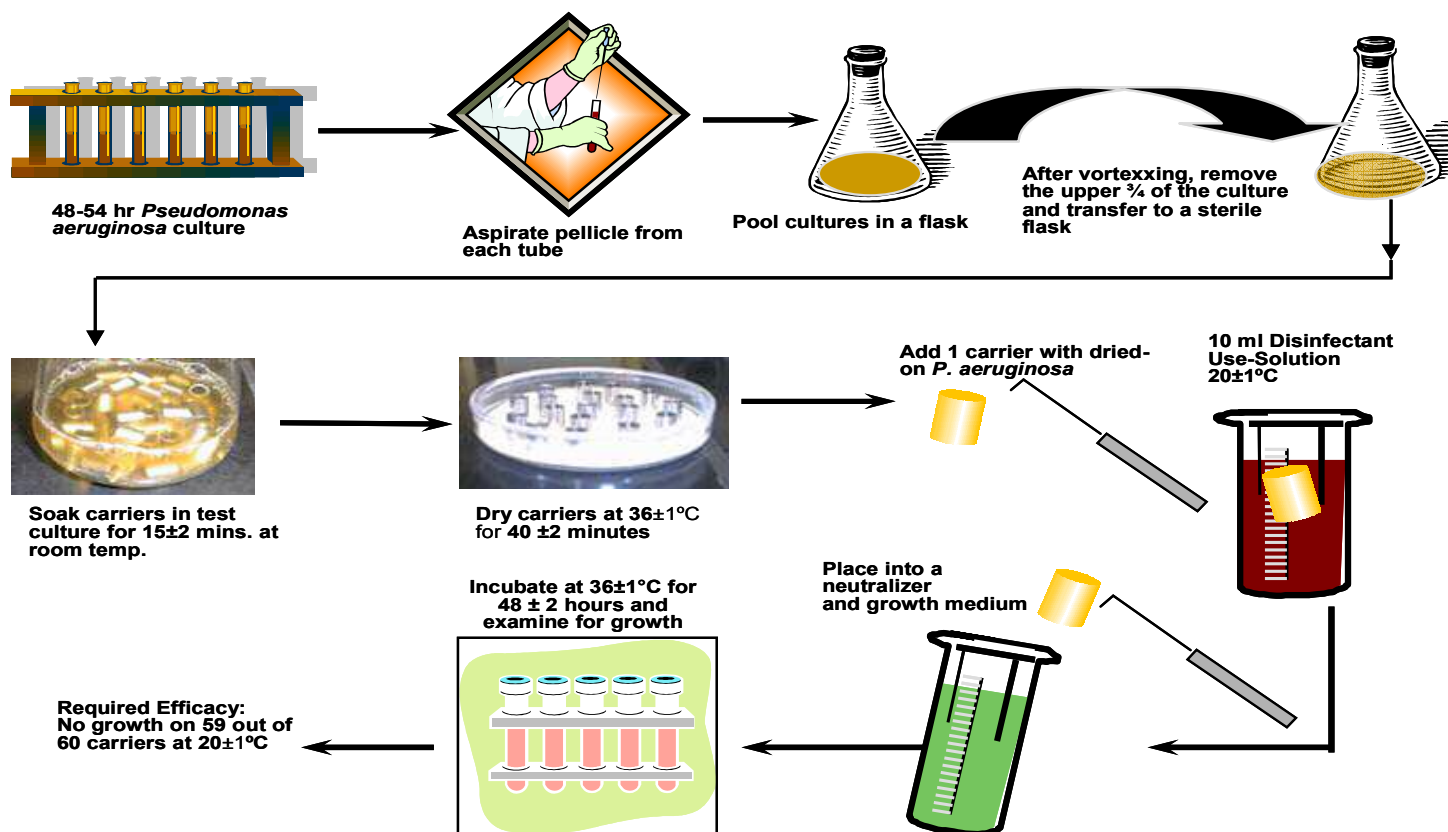 48-54 hr Pseudomonas
aeruginosa culture
Aspirate pellicle from
each tube
Pool cultures in a flask
After vortexxing, remove
the upper ¾ of the culture
and transfer to a sterile
flask
Soak carriers in test
culture for 15±2 mins. at
room temp.
Dry carriers at 36±1ºC
for 40 ±2 minutes
Add 1 carrier with dried-
on P. aeruginosa
10 ml Disinfectant
Use-Solution
20±1ºC
Place into a
neutralizer
and growth medium
Incubate at 36±1°C for
48 ± 2 hours and
examine for growth
Required Efficacy:
No growth on 59 out of
60 carriers at 20±1ºC